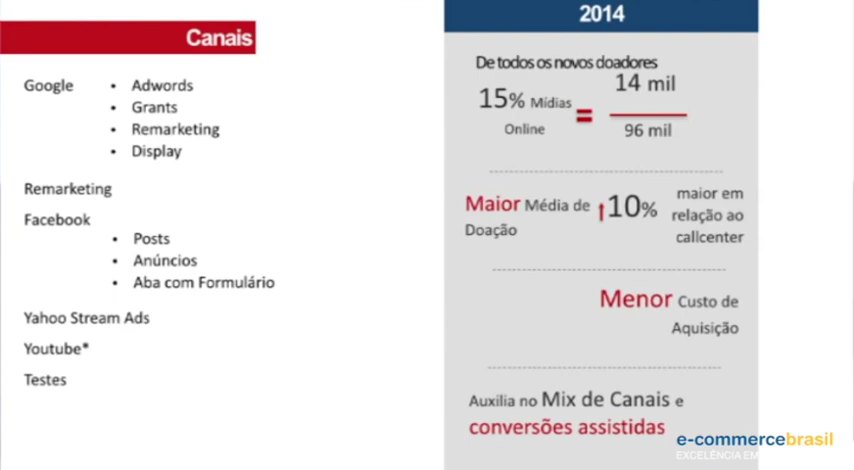 Canais
Google
• Adwords
• Grants
• Remarketing
• Display
Remarketing
Facebook
• Posts
• Anúncios
• Aba com Formulário
Yahoo Stream Ads
Youtube*
Testes
2014
De todos os novos doadores
15% Mídias
Online
=
14 mil
96 mil
Maior Média de
Doação
10%
maior em
relação ao
callcenter
Menor Custo de
Aquisição
Auxilia no Mix de Canais e
conversões assistidas
e-commercebrasil
EXCELÊNCIA EM